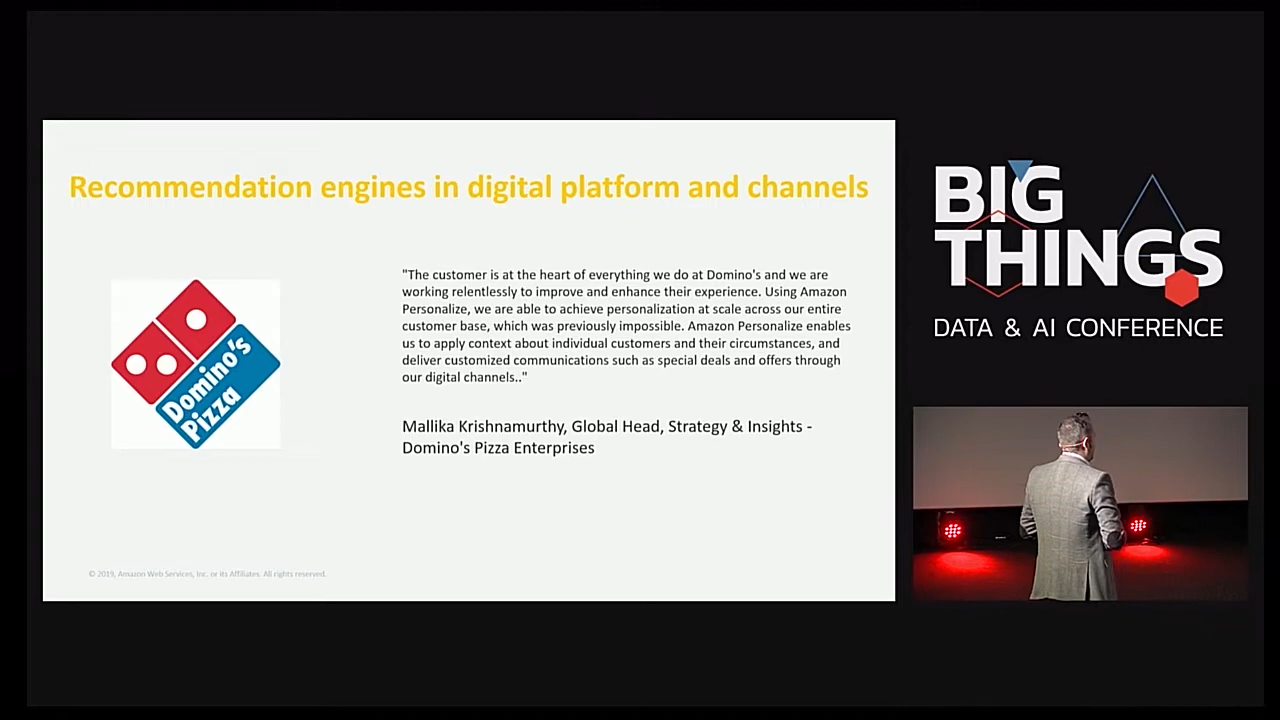 Recommendation engines in digital platform and channels
"The customer is at the heart of everything we do at Domino's and we are
working relentlessly to improve and enhance their experience. Using Amazon
Personalize, we are able to achieve personalization at scale across our entire
customer base, which was previously impossible. Amazon Personalize enables
us to apply context about individual customers and their circumstances, and
deliver customized communications such as special deals and offers through
our digital channels.."
Domino's
Pizza
Mallika Krishnamurthy, Global Head, Strategy & Insights -
Domino's Pizza Enterprises
© 2019, Amazon Web Services, Inc. or its Affiliates. All rights reserved.
BIG
THINGS
DATA & AI CONFERENCE